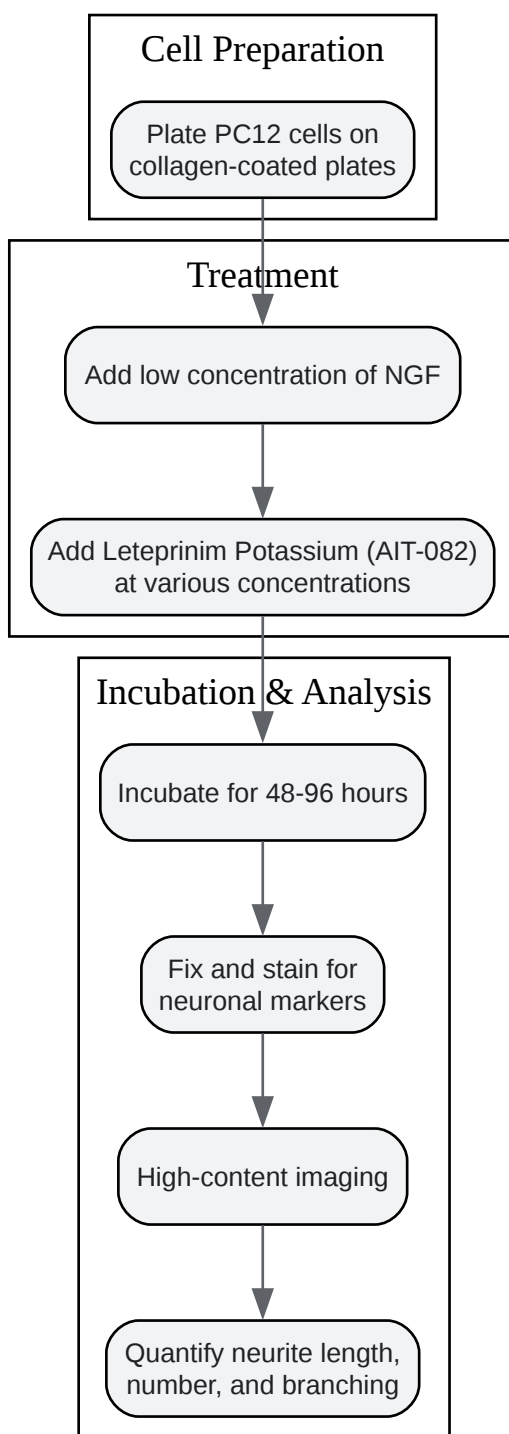 Cell Preparation
Plate PC12 cells on
collagen-coated plates
Treatment
Add low concentration of NGF
Add Leteprinim Potassium (AIT-082)
at various concentrations
Incubation & Analysis
Incubate for 48-96 hours
Fix and stain for
neuronal markers
High-content imaging
Quantify neurite length,
number, and branching